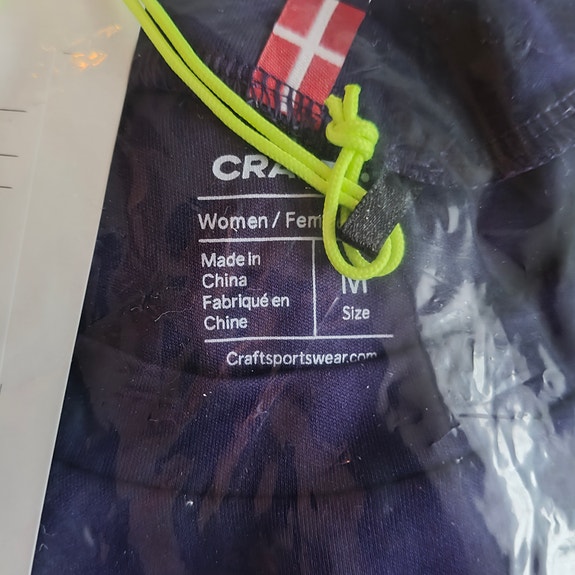 CRA
Women / Fem
Made in
China
Fabriqué en
Chine
M
Size
Craftsportswear.com